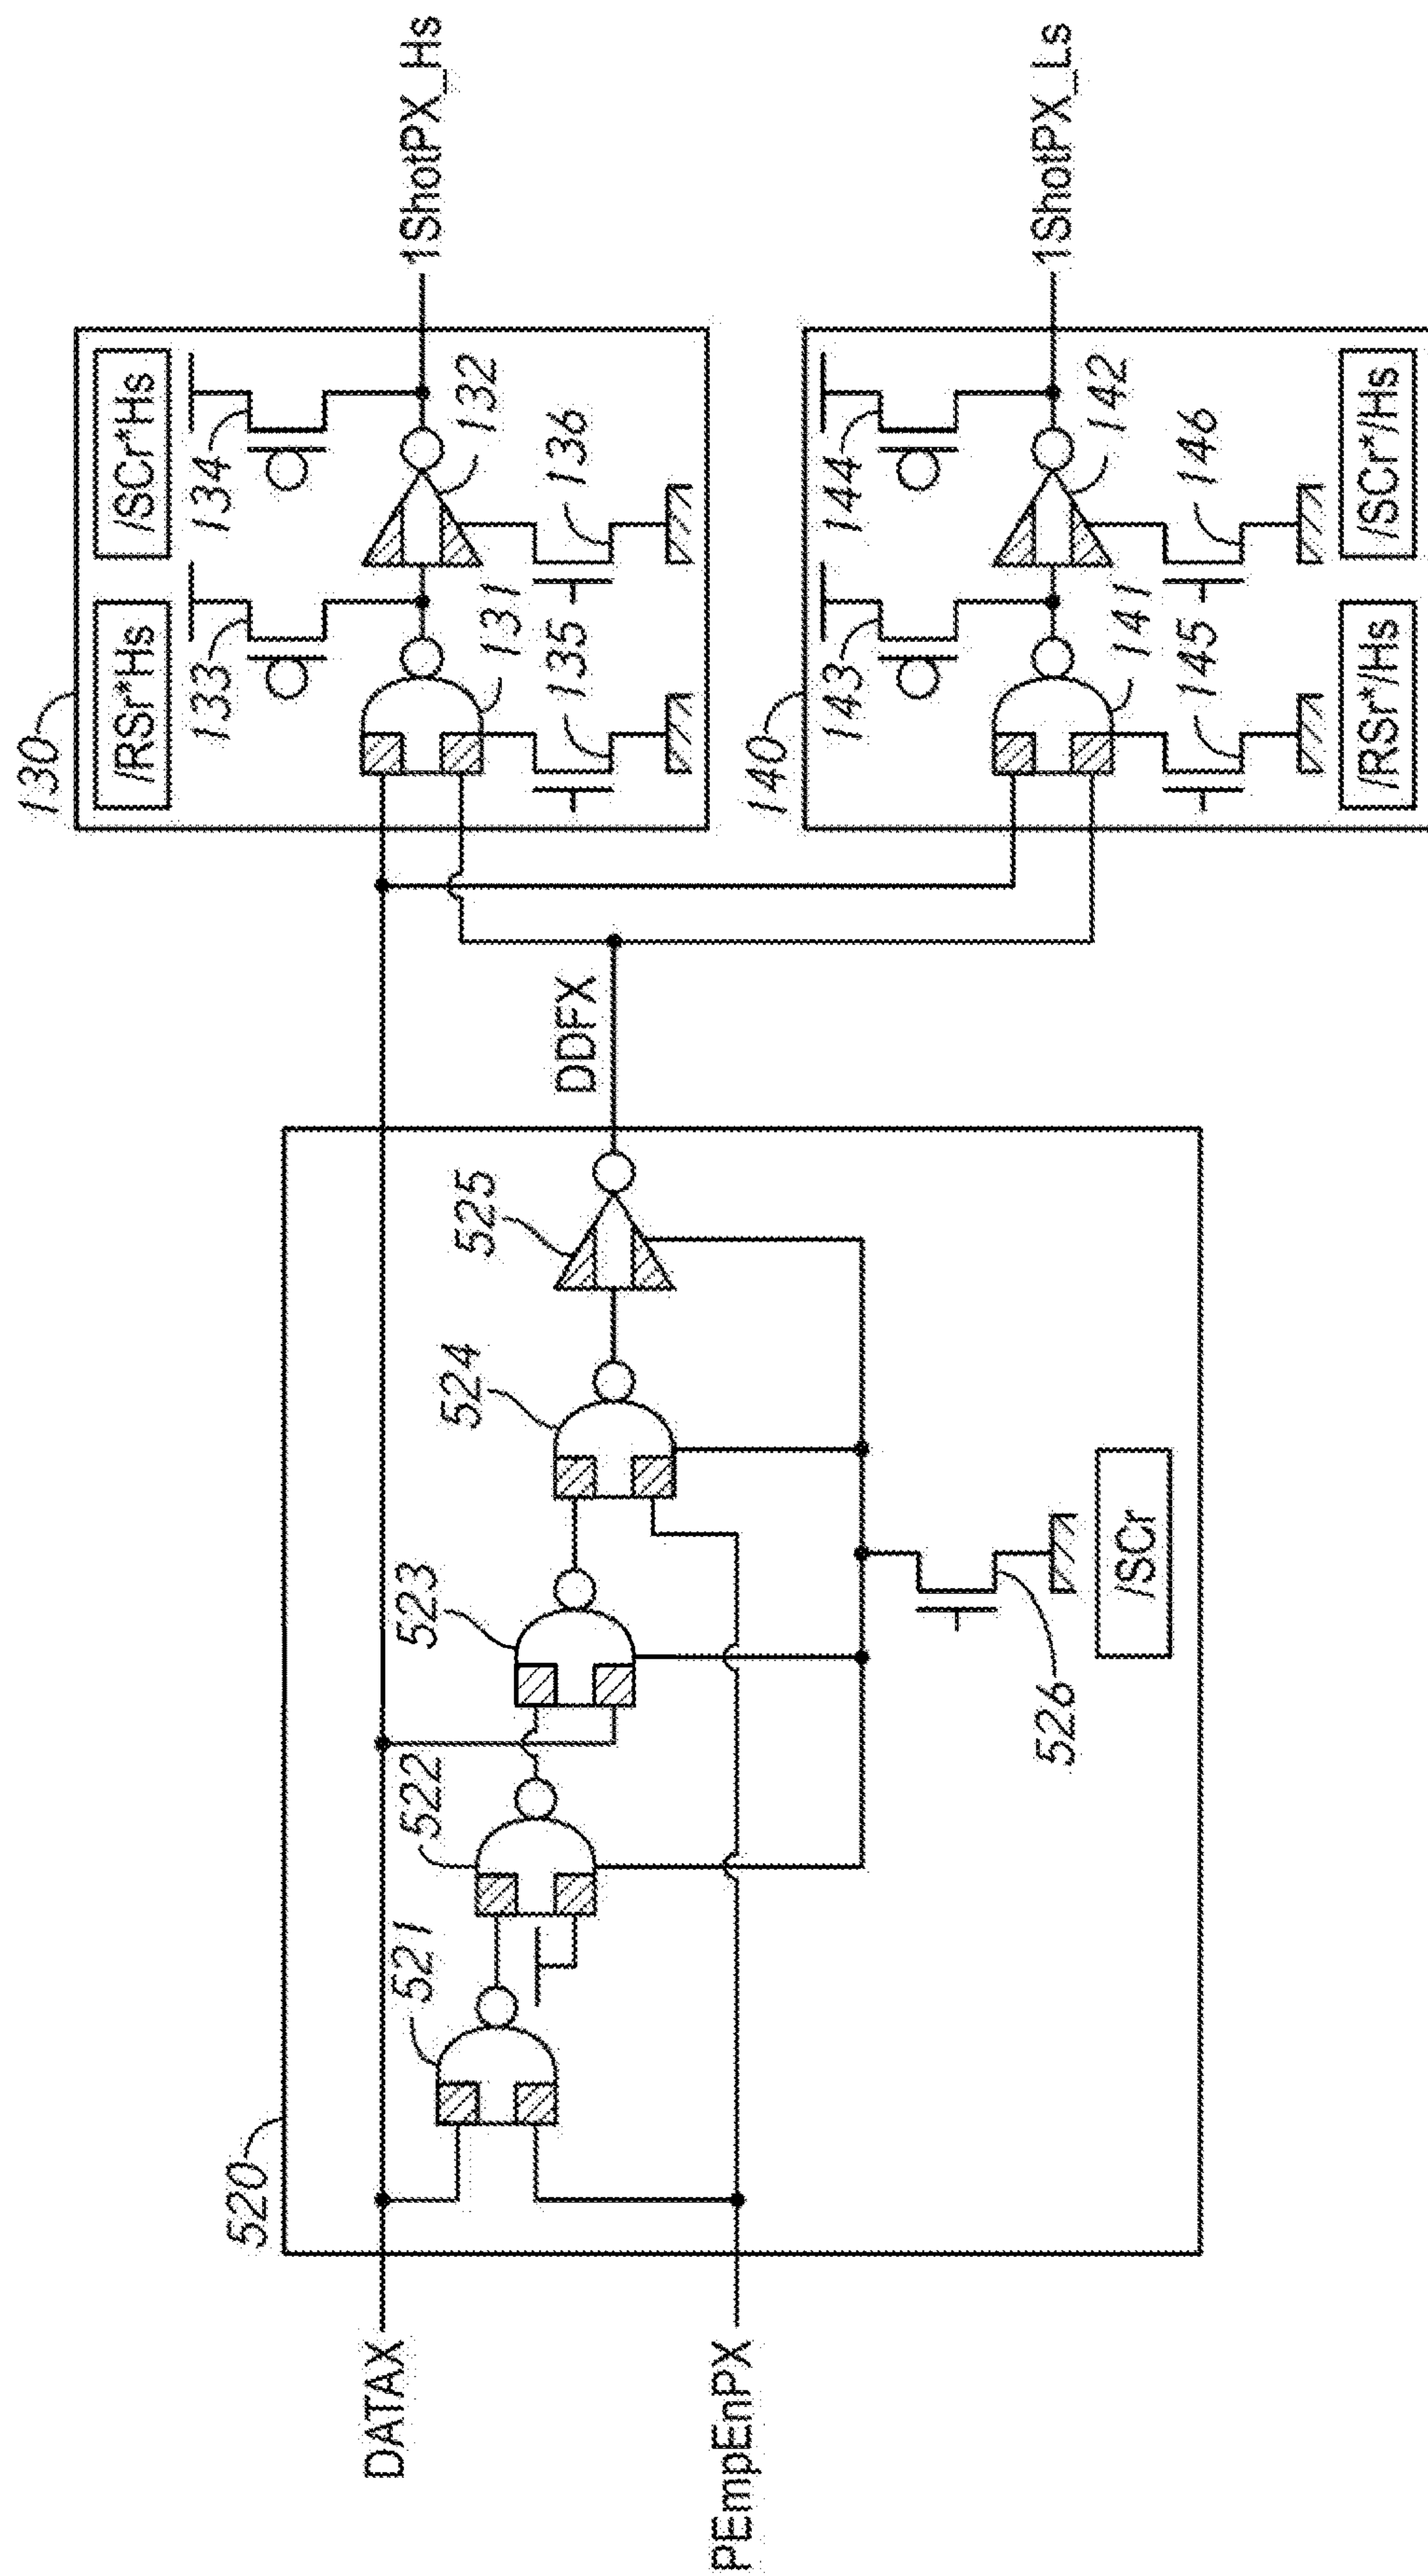 DATAX
PEmpEnPX
520
521
522
523
524
525
526
/SCr
DDFX
130
/RSr*Hs
/SCr*Hs
133
134
131
132
135
136
1ShotPX_Hs
140
143
144
141
142
145
146
/RSr*/Hs
/SCr*/Hs
1ShotPX_Ls